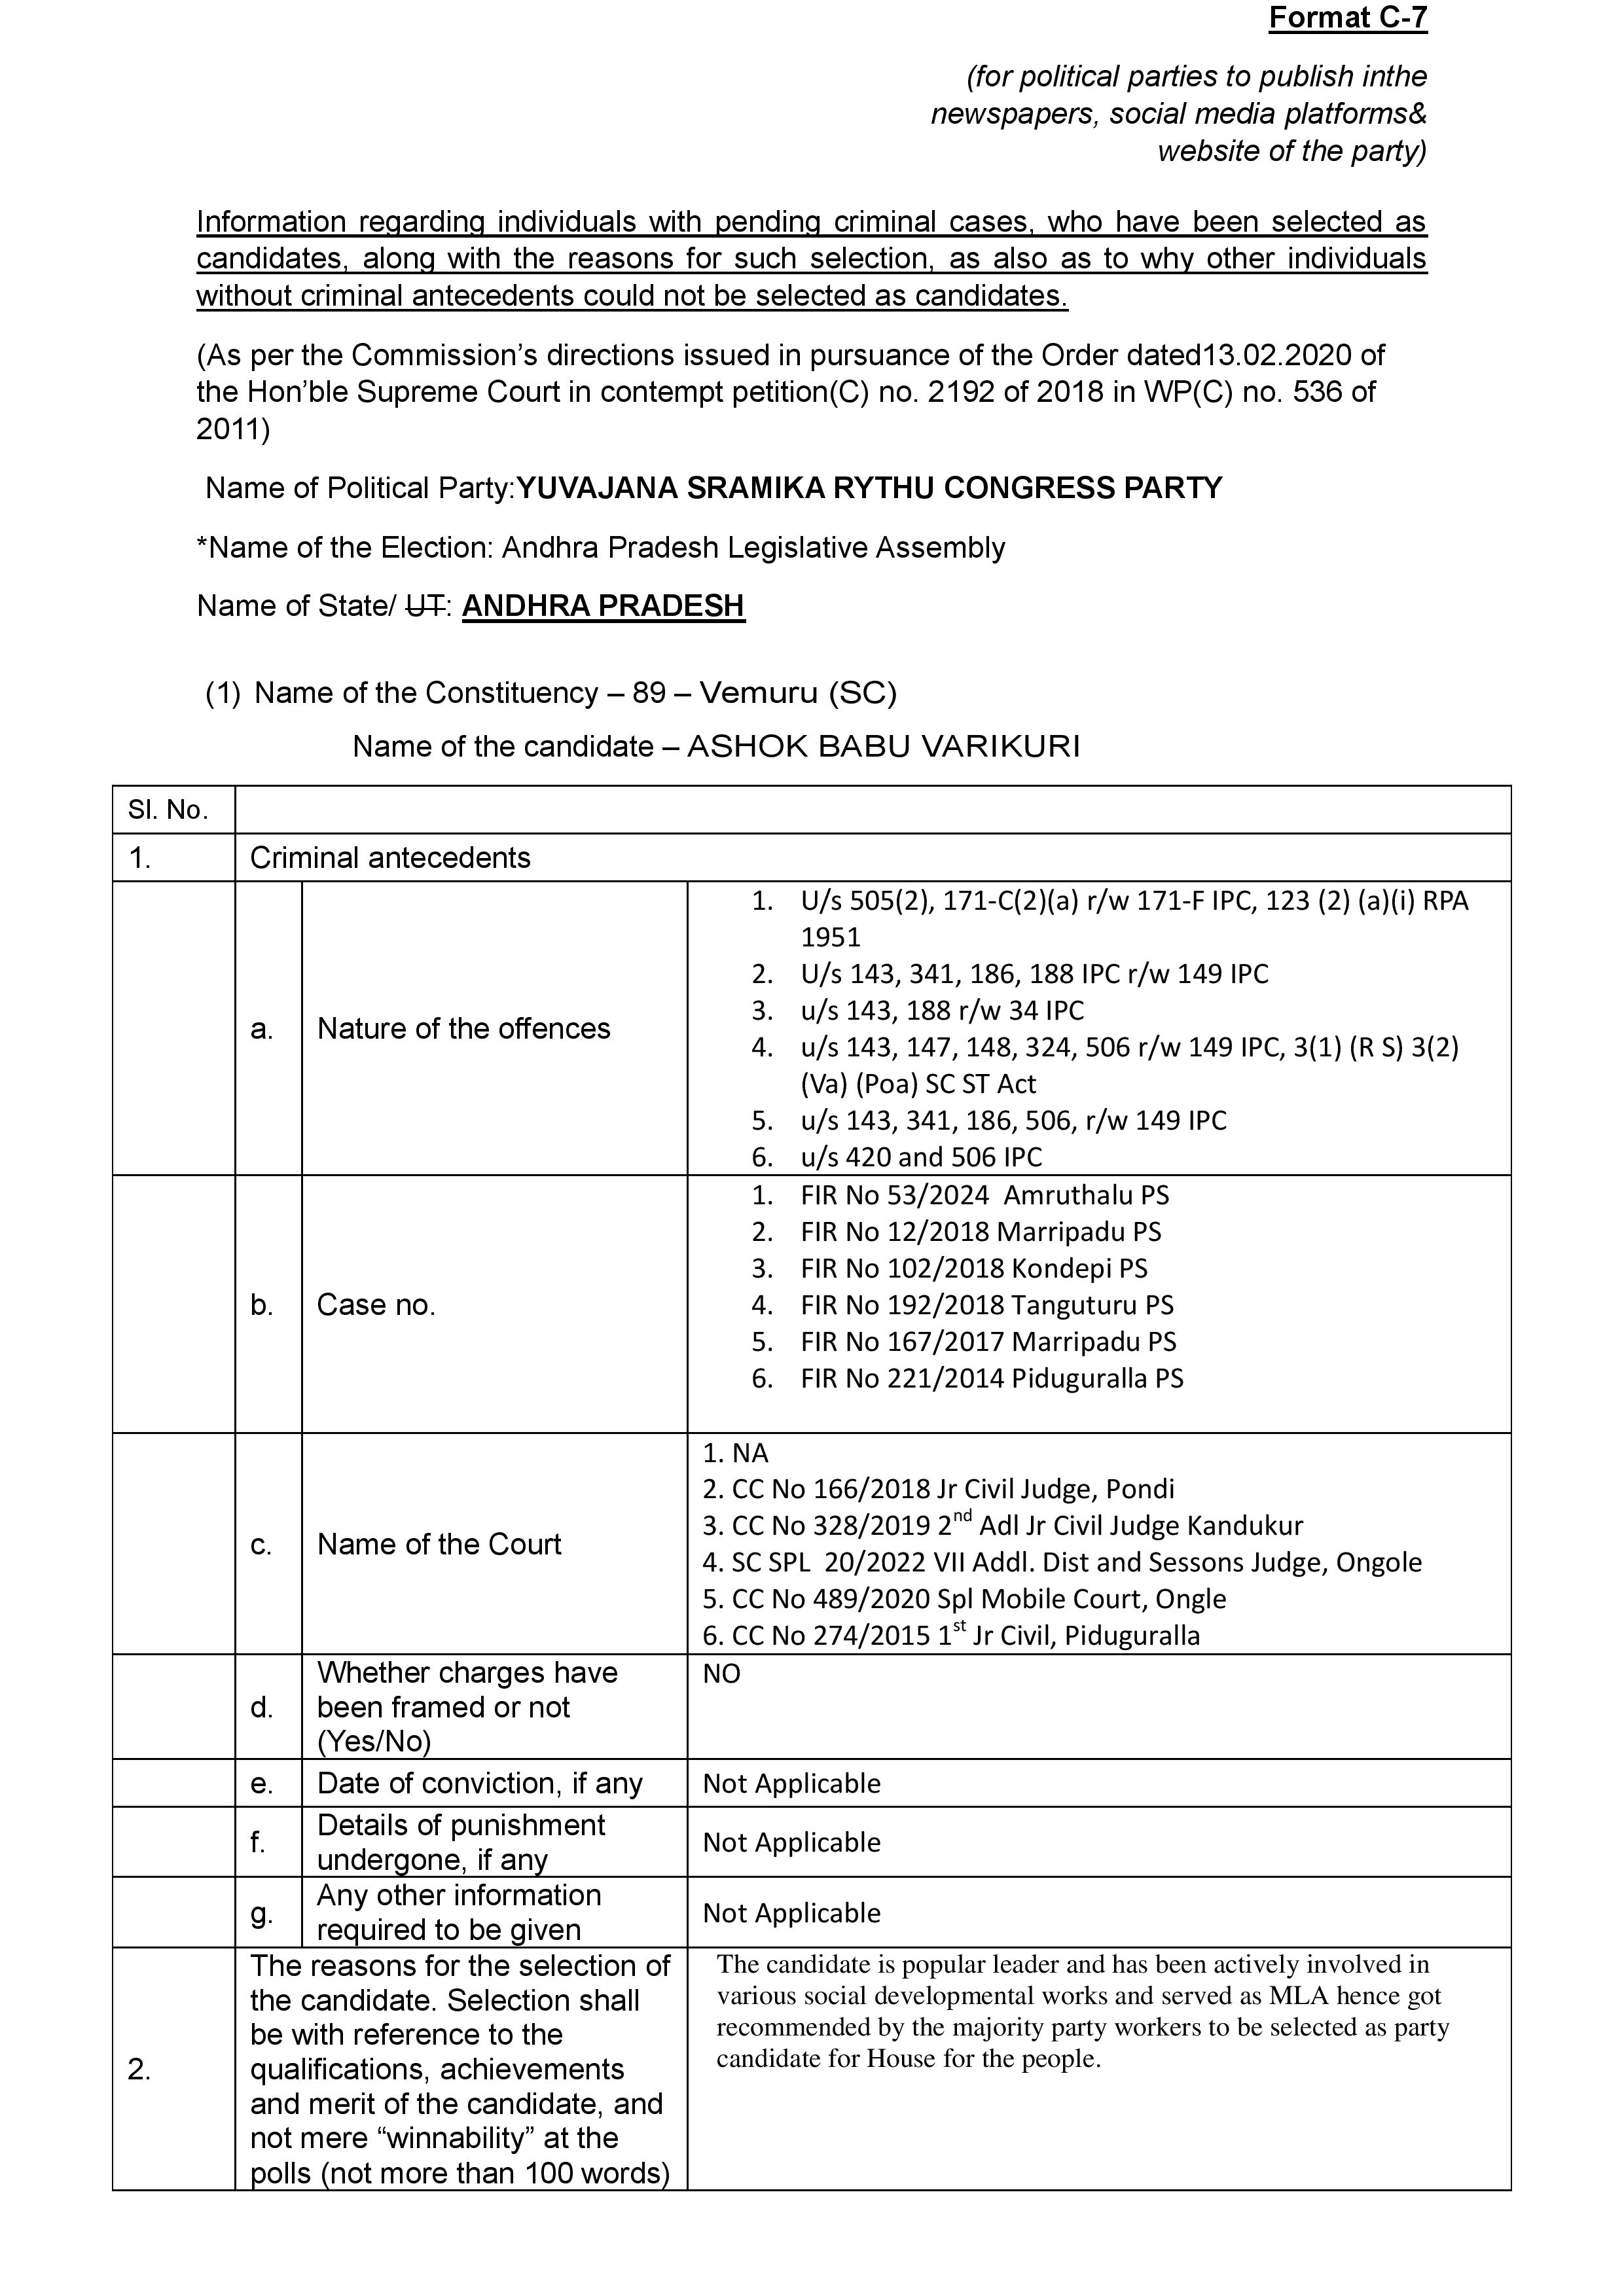 Format C-7
(for political parties to publish inthe
newspapers, social media platforms&
website of the party)
Information regarding individuals with pending criminal cases, who have been selected as
candidates, along with the reasons for such selection, as also as to why other individuals
without criminal antecedents could not be selected as candidates.
(As per the Commission’s directions issued in pursuance of the Order dated13.02.2020 of
the Hon’ble Supreme Court in contempt petition(C) no. 2192 of 2018 in WP(C) no. 536 of
2011)
Name of Political Party:YUVAJANA SRAMIKA RYTHU CONGRESS PARTY
*Name of the Election: Andhra Pradesh Legislative Assembly
Name of State/ UT: ANDHRA PRADESH
(1) Name of the Constituency – 89 – Vemuru (SC)
Name of the candidate – ASHOK BABU VARIKURI
Sl. No.
1. Criminal antecedents
a. Nature of the offences
1. U/s 505(2), 171-C(2)(a) r/w 171-F IPC, 123 (2) (a)(i) RPA
1951
2. U/s 143, 341, 186, 188 IPC r/w 149 IPC
3. u/s 143, 188 r/w 34 IPC
4. u/s 143, 147, 148, 324, 506 r/w 149 IPC, 3(1) (R S) 3(2)
(Va) (Poa) SC ST Act
5. u/s 143, 341, 186, 506, r/w 149 IPC
6. u/s 420 and 506 IPC
b. Case no.
1. FIR No 53/2024 Amruthalu PS
2. FIR No 12/2018 Marripadu PS
3. FIR No 102/2018 Kondepi PS
4. FIR No 192/2018 Tanguturu PS
5. FIR No 167/2017 Marripadu PS
6. FIR No 221/2014 Piduguralla PS
c. Name of the Court
1. NA
2. CC No 166/2018 Jr Civil Judge, Pondi
3. CC No 328/2019 2nd Adl Jr Civil Judge Kandukur
4. SC SPL 20/2022 VII Addl. Dist and Sessons Judge, Ongole
5. CC No 489/2020 Spl Mobile Court, Ongle
6. CC No 274/2015 1st Jr Civil, Piduguralla
d. Whether charges have
been framed or not
(Yes/No)
NO
e. Date of conviction, if any
Not Applicable
f. Details of punishment
undergone, if any
Not Applicable
g. Any other information
required to be given
Not Applicable
2.
The reasons for the selection of
the candidate. Selection shall
be with reference to the
qualifications, achievements
and merit of the candidate, and
not mere “winnability” at the
polls (not more than 100 words)
The candidate is popular leader and has been actively involved in
various social developmental works and served as MLA hence got
recommended by the majority party workers to be selected as party
candidate for House for the people.